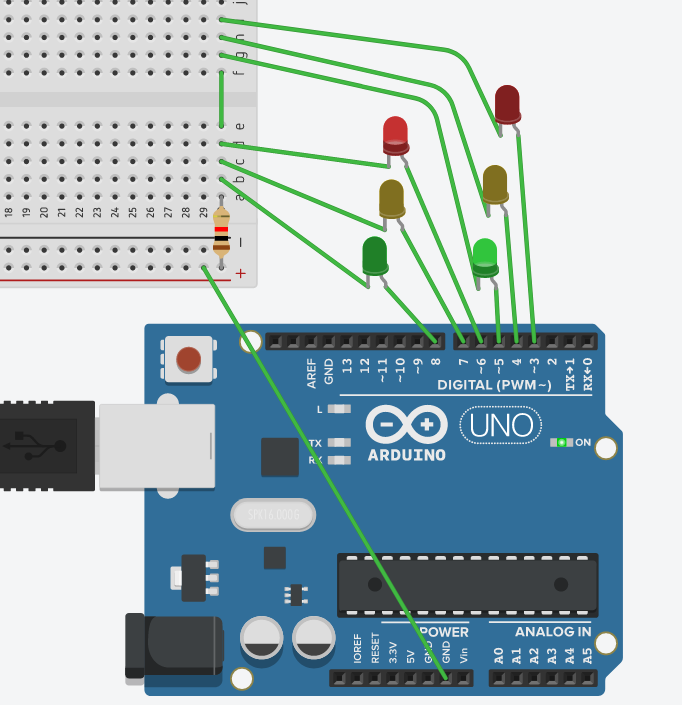 j
h
g
f
e
d
c
b
a
18 19 20 21 22 23 24 25 26 27 28 29
−
+
AREF
GND
13
12
~11
~10
~9
8
7
~6
~5
4
~3
2
TX→1
RX←0
DIGITAL (PWM~)
L
TX
RX
ARDUINO
UNO
ON
SPX16.000G
POWER
ANALOG IN
IOREF
RESET
3.3V
5V
GND
GND
Vin
A0
A1
A2
A3
A4
A5